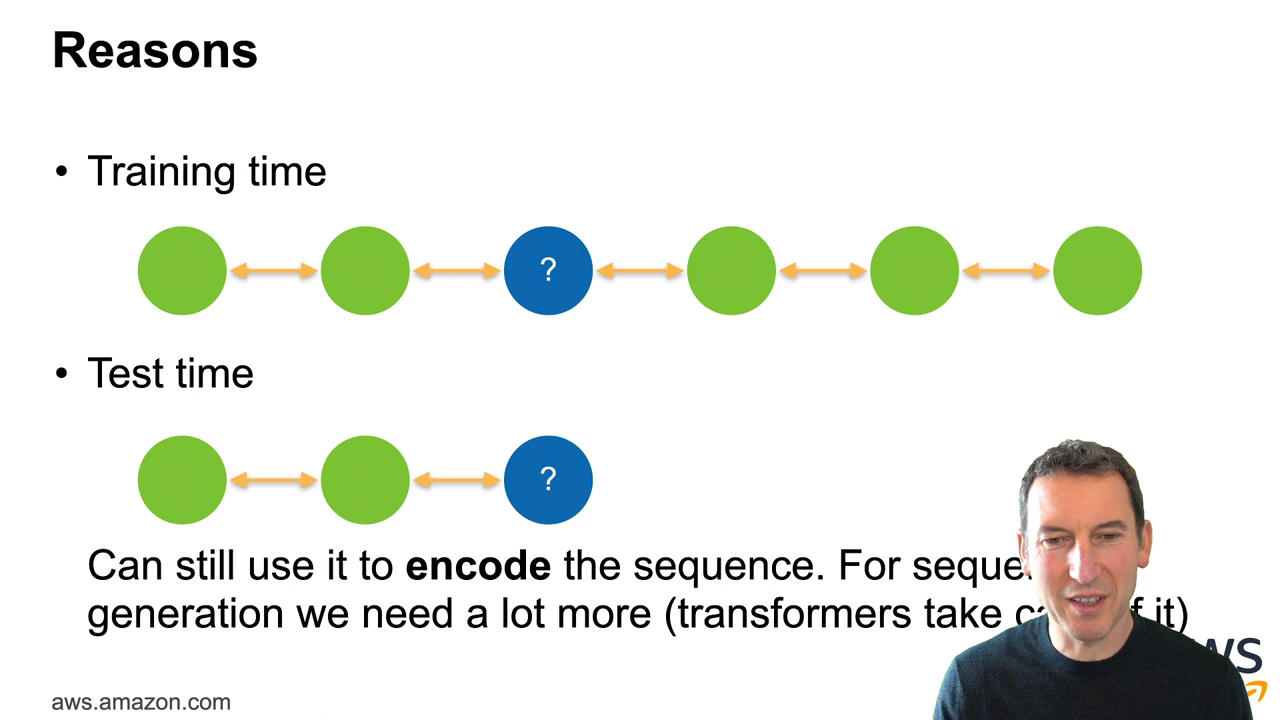 Reasons
• Training time
?
• Test time
?
Can still use it to encode the sequence. For
generation we need a lot more (transformers take it)
aws.amazon.com